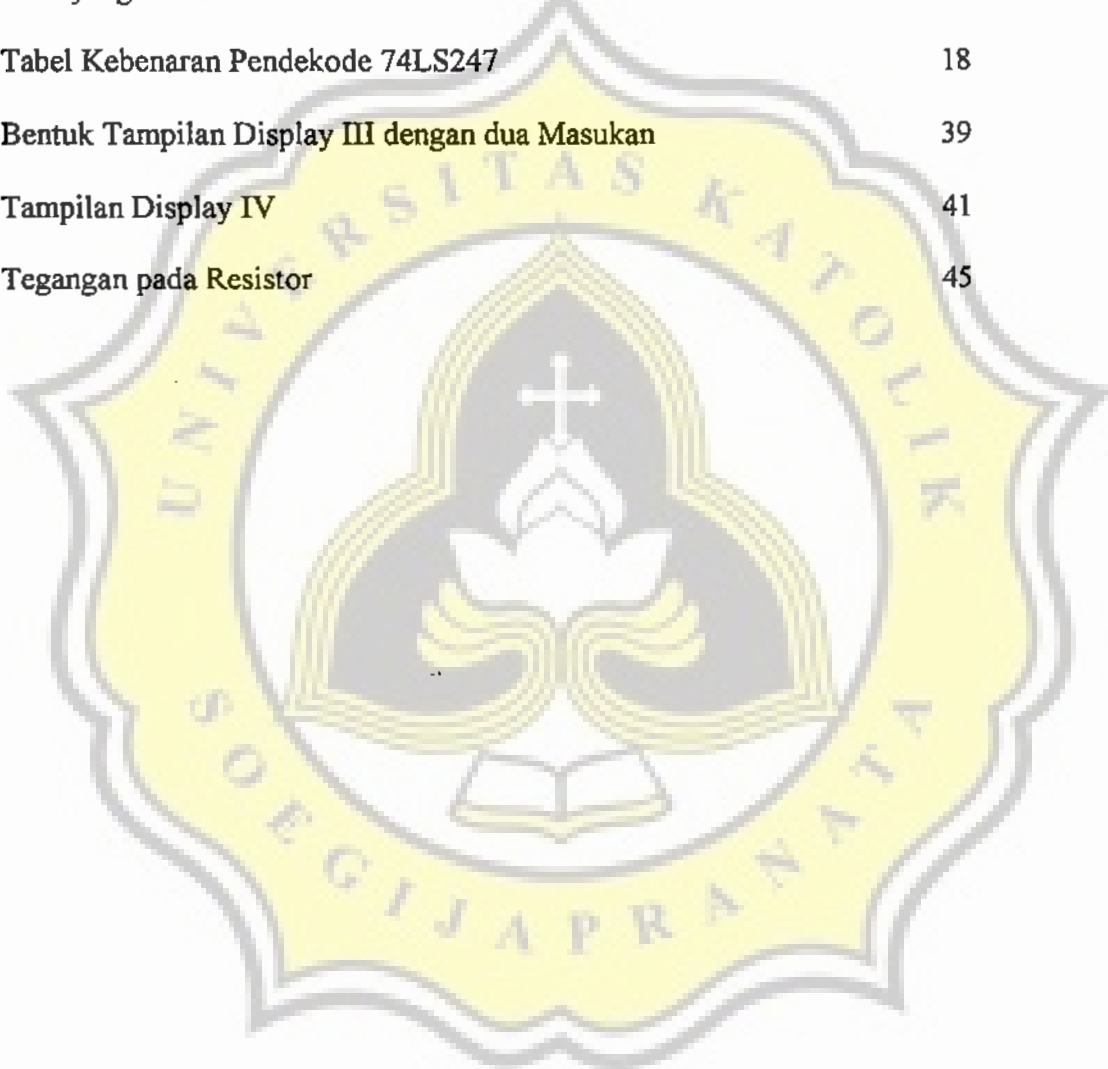 Tabel Kebenaran Pendekode 74LS247 18
Bentuk Tampilan Display III dengan dua Masukan 39
Tampilan Display IV 41
Tegangan pada Resistor 45
UNIVERSITAS KATOLIK
SOEGIJAPRANATA